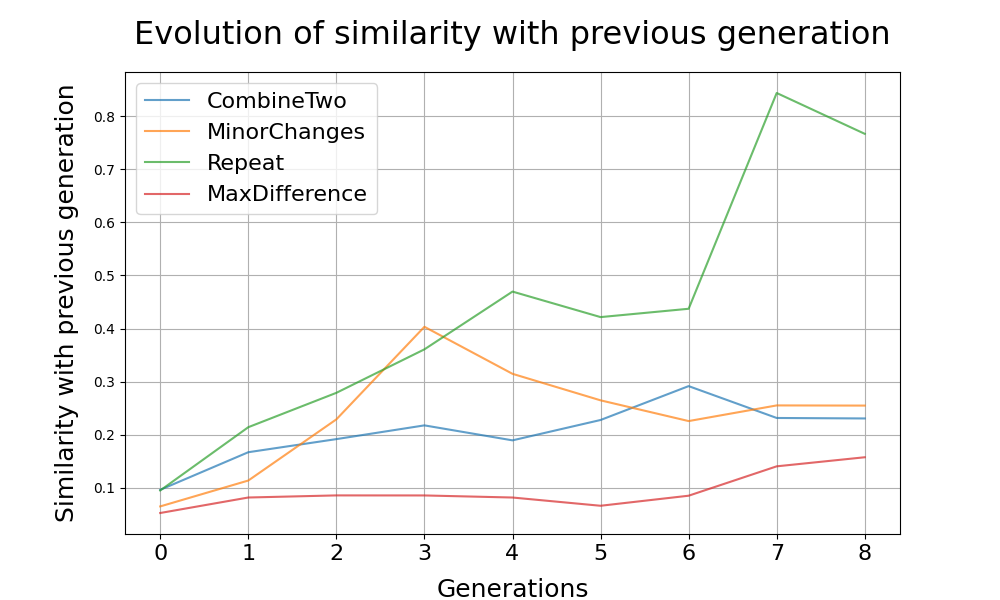 Evolution of similarity with previous generation
CombineTwo
MinorChanges
Repeat
MaxDifference
Similarity with previous generation
0.8
0.7
0.6
0.5
0.4
0.3
0.2
0.1
0 1 2 3 4 5 6 7 8
Generations